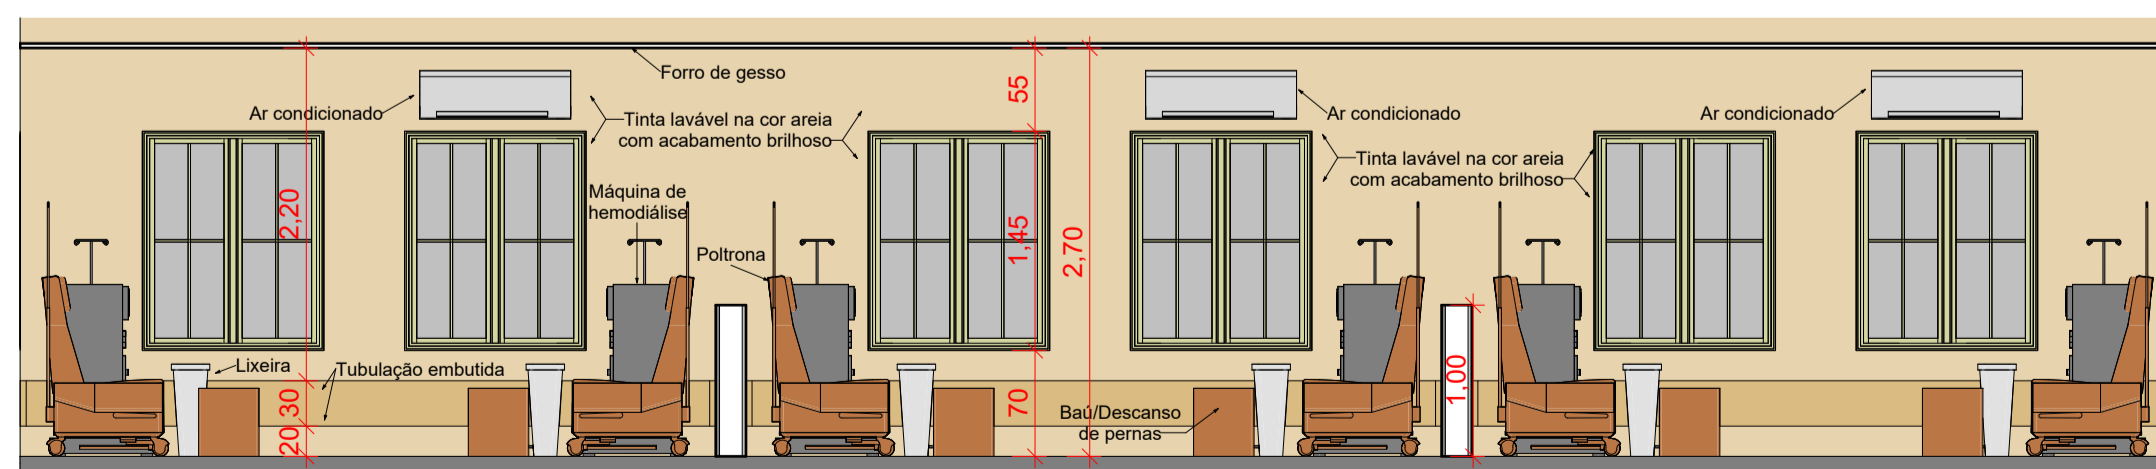 Forro de gesso
Ar condicionado
Tinta lavável na cor areia
com acabamento brilhoso
Ar condicionado
Ar condicionado
Tinta lavável na cor areia
com acabamento brilhoso
Máquina de
hemodiálise
Poltrona
Lixeira
Tubulação embutida
Baú/Descanso
de pernas
2,20
30
20
55
1,45
70
2,70
1,00